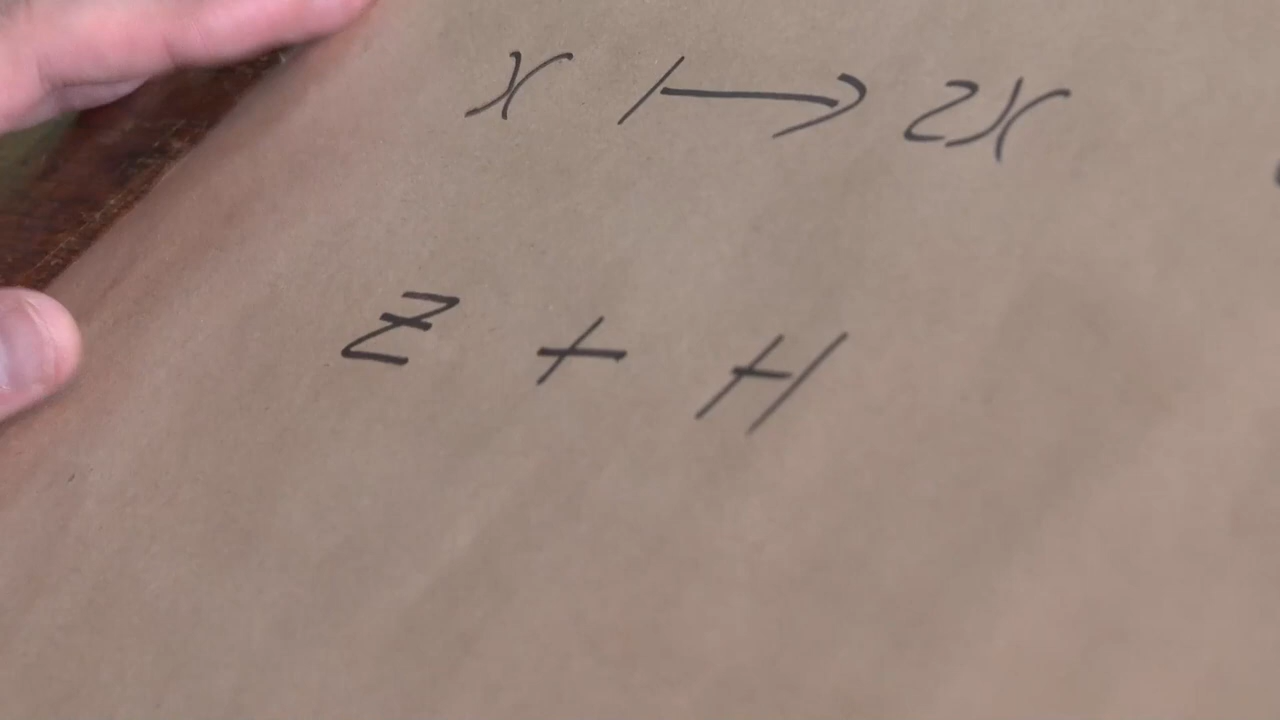 x ↦ 2x
z + H